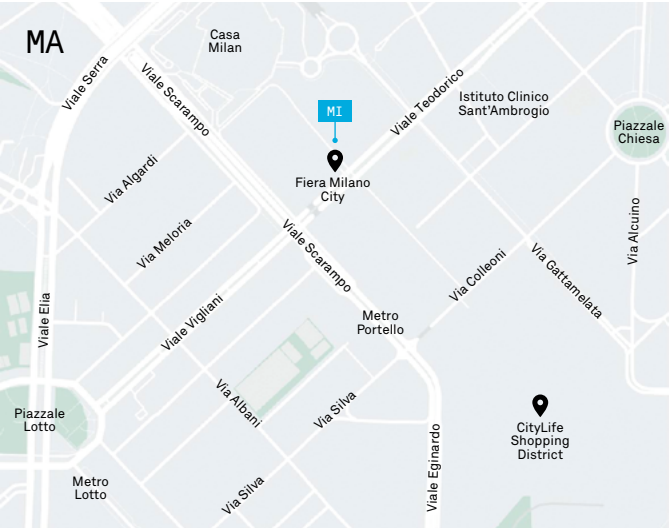 MA
Casa
Milan
Viale Serra
Viale Scarampo
Viale Teodorico
Istituto Clinico
Sant'Ambrogio
MI
Piazzale
Chiesa
Via Algardi
Fiera Milano
City
Via Meloria
Viale Scarampo
Via Alcuino
Via Colleoni
Via Gattamelata
Viale Elia
Viale Vigliani
Metro
Portello
Via Albani
Via Silva
Piazzale
Lotto
CityLife
Shopping
District
Viale Eginardo
Metro
Lotto
Via Silva